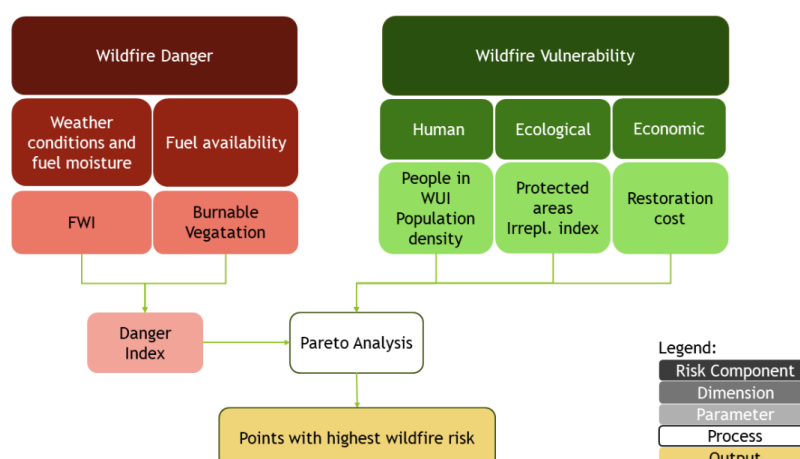 Wildfire Danger
Wildfire Vulnerability
Weather
conditions and
fuel moisture
Fuel availability
Human
Ecological
Economic
FWI
Burnable
Vegatation
People in
WUI
Population
density
Protected
areas
Irrepl. index
Restoration
cost
Danger
Index
Pareto Analysis
Points with highest wildfire risk
Legend:
Risk Component
Dimension
Parameter
Process
Output